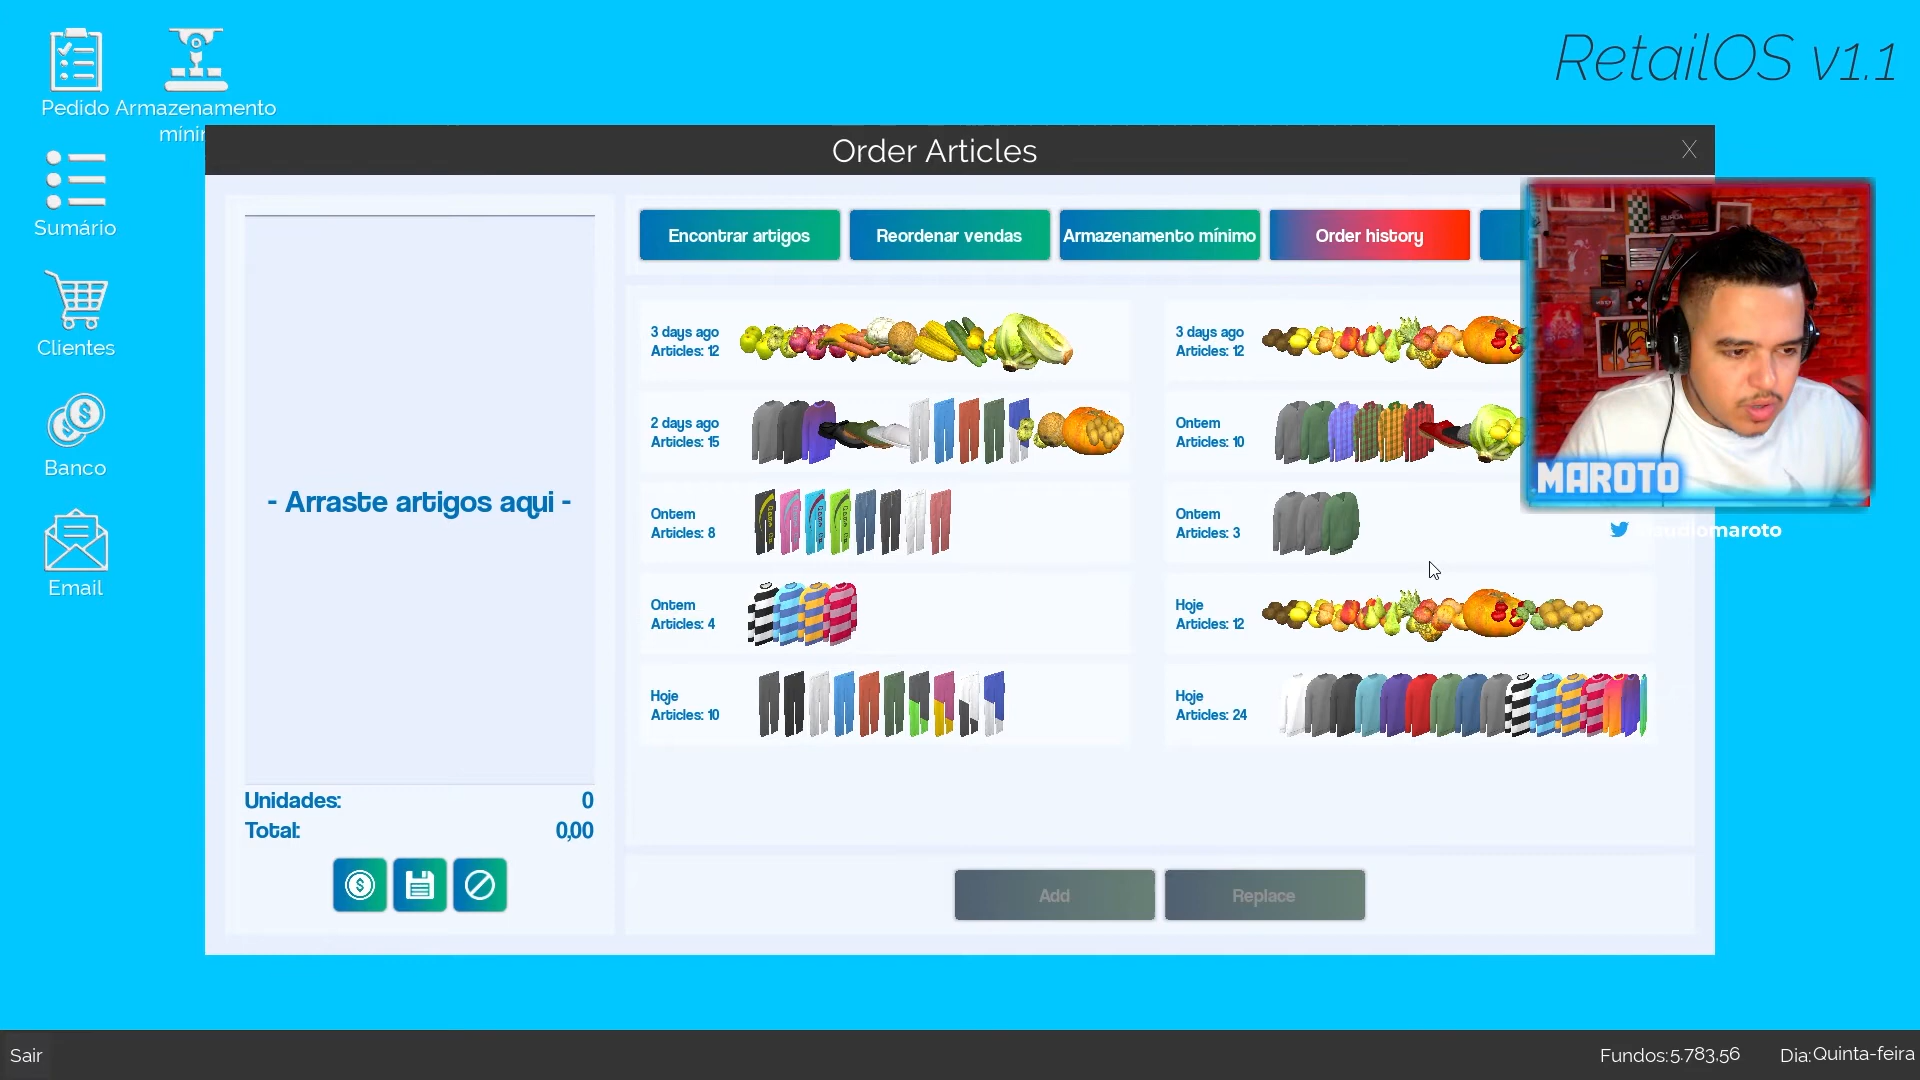 RetailOS v1.1
Pedido
Armazenamento
Order Articles
X
Sumário
Clientes
Banco
Email
Encontrar artigos
Reordenar vendas
Armazenamento mínimo
Order history
3 days ago
Articles: 12
3 days ago
Articles: 12
2 days ago
Articles: 15
Ontem
Articles: 10
- Arraste artigos aqui -
Ontem
Articles: 8
Ontem
Articles: 3
Ontem
Articles: 4
Hoje
Articles: 12
Hoje
Articles: 10
Hoje
Articles: 24
MAROTO
Unidades: 0
Total: 0,00
Add
Replace
Sair
Fundos: 5.783,56
Dia: Quinta-feira